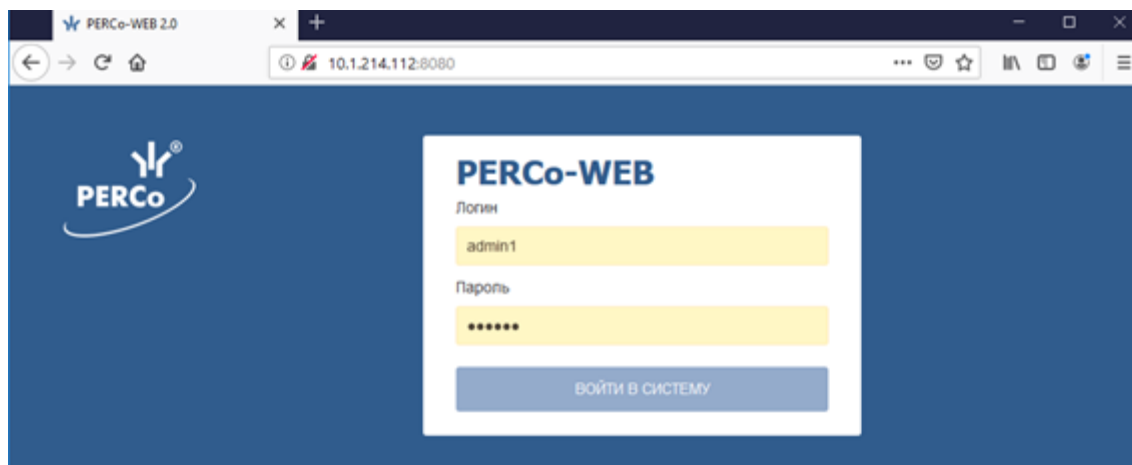 PERCo-WEB 2.0
10.1.214.112:8080
PERCo®
PERCo-WEB
Логин
admin1
Пароль
••••••
ВОЙТИ В СИСТЕМУ